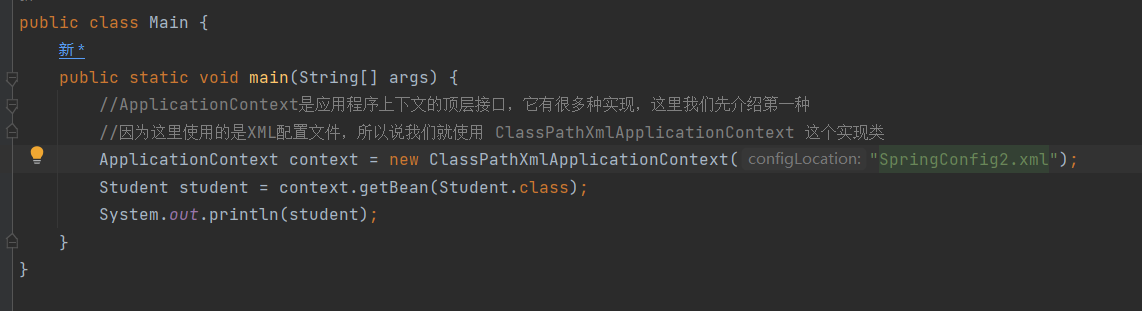 public class Main {
新 *
public static void main(String[] args) {
//ApplicationContext是应用程序上下文的顶层接口，它有很多种实现，这里我们先介绍第一种
//因为这里使用的是XML配置文件，所以说我们就使用 ClassPathXmlApplicationContext 这个实现类
ApplicationContext context = new ClassPathXmlApplicationContext( configLocation: "SpringConfig2.xml");
Student student = context.getBean(Student.class);
System.out.println(student);
}
}